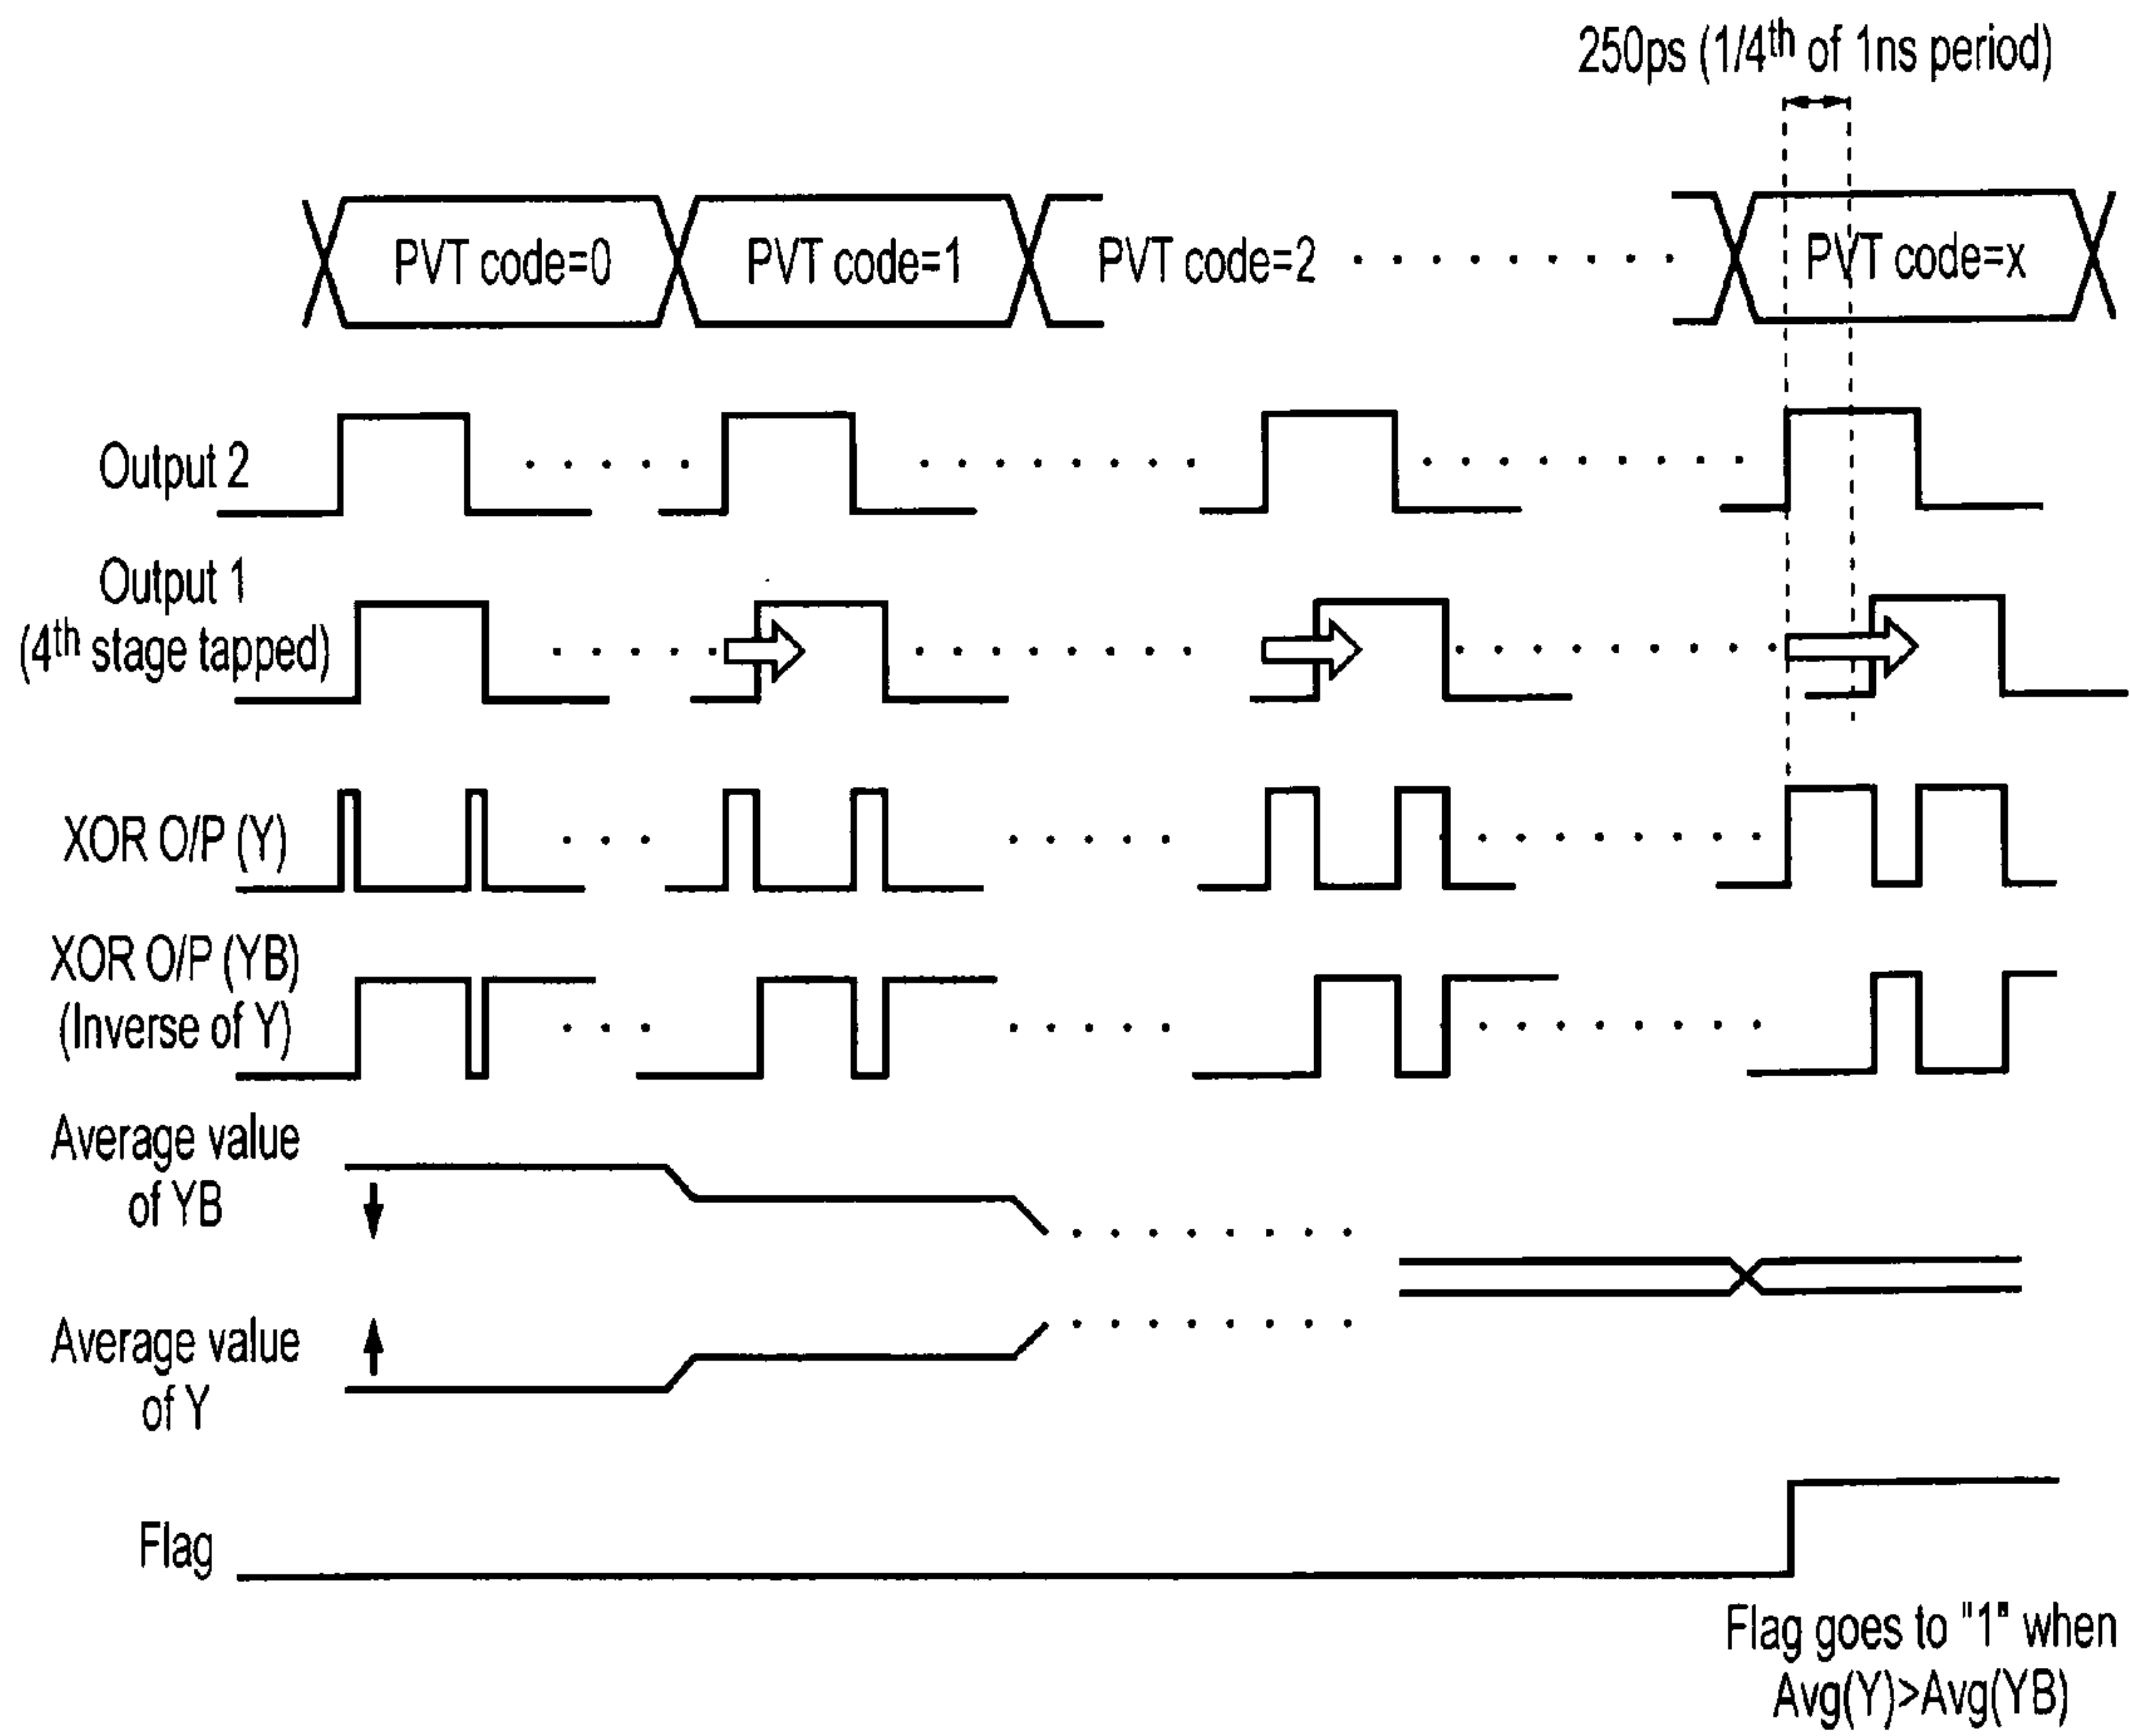 250ps (1/4th of 1ns period)
PVT code=0
PVT code=1
PVT code=2
PVT code=x
Output 2
Output 1
(4th stage tapped)
XOR O/P (Y)
XOR O/P (YB)
(Inverse of Y)
Average value
of YB
Average value
of Y
Flag
Flag goes to "1" when
Avg(Y)>Avg(YB)